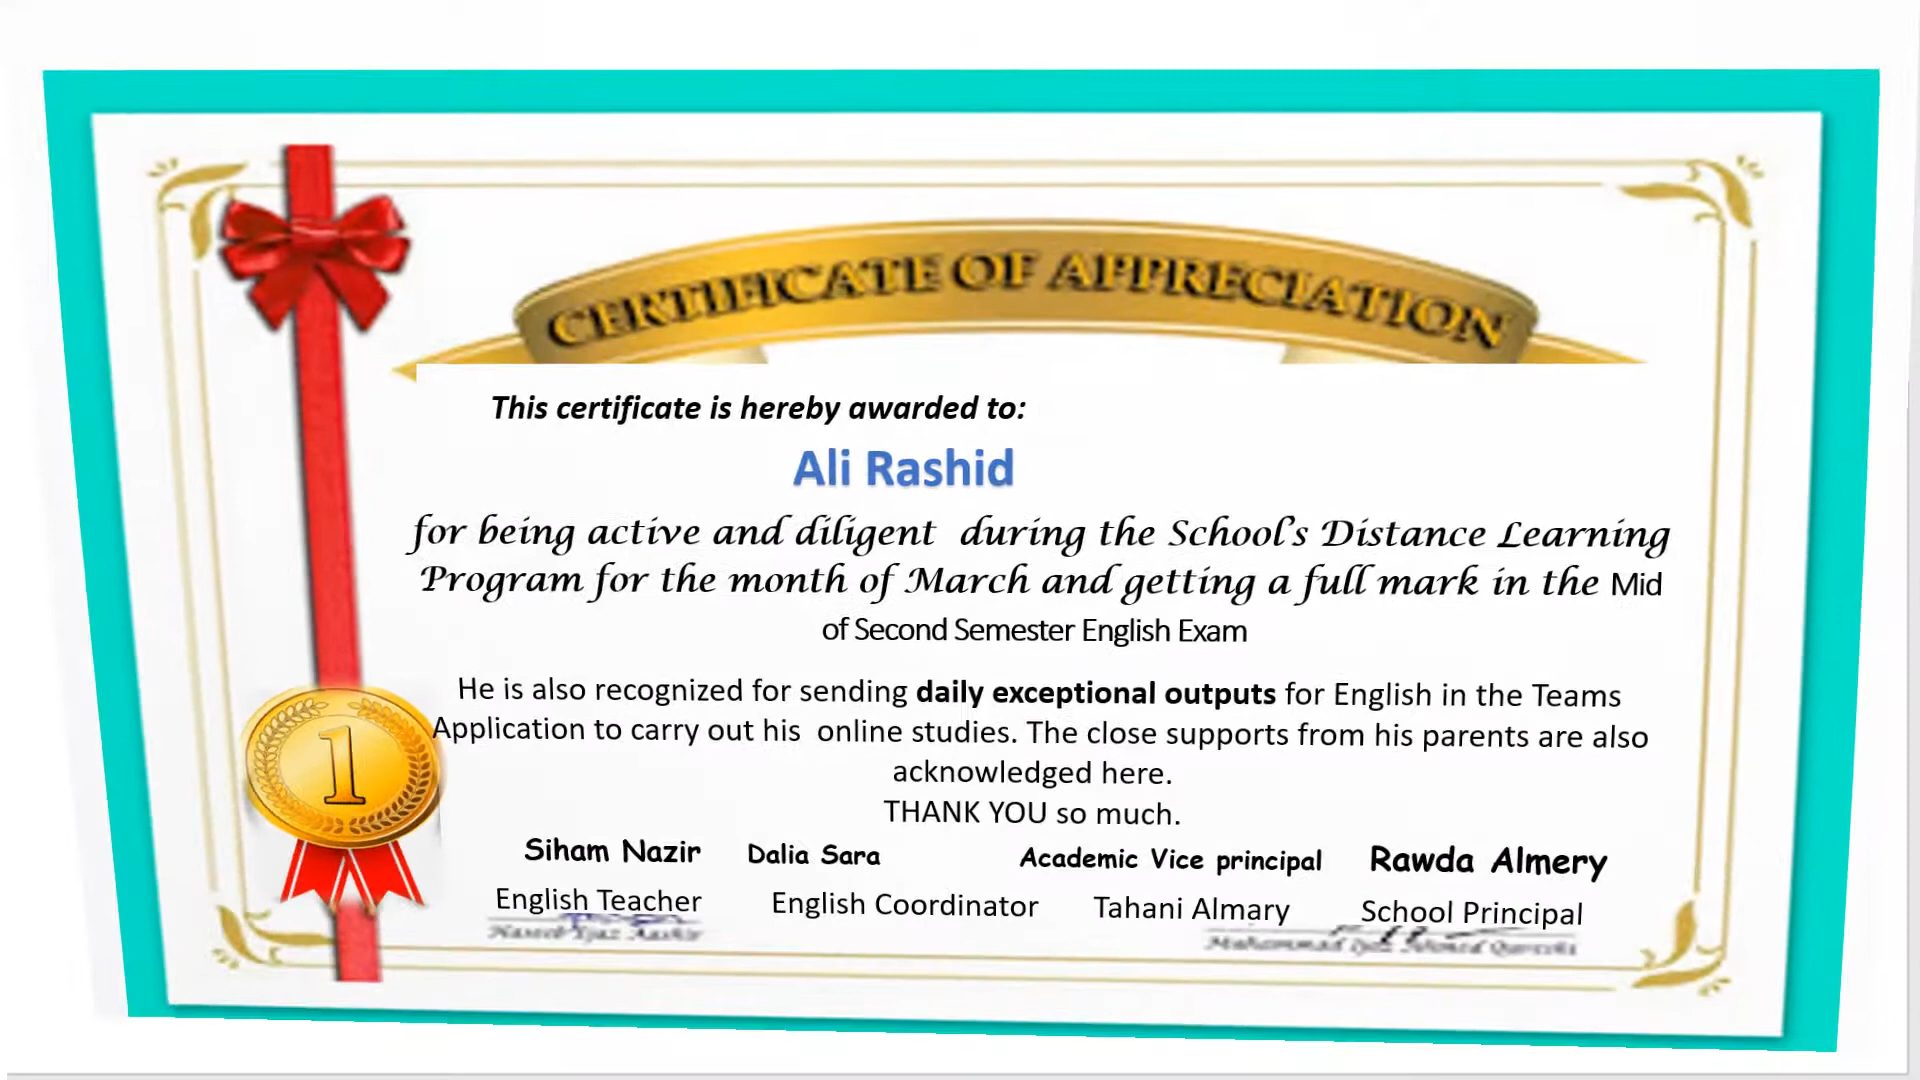 CERTIFICATE OF APPRECIATION
This certificate is hereby awarded to:
Ali Rashid
for being active and diligent during the School's Distance Learning
Program for the month of March and getting a full mark in the Mid
of Second Semester English Exam
He is also recognized for sending daily exceptional outputs for English in the Teams
Application to carry out his online studies. The close supports from his parents are also
acknowledged here.
THANK YOU so much.
1
Siham Nazir Dalia Sara Academic Vice principal Rawda Almery
English Teacher English Coordinator Tahani Almary School Principal